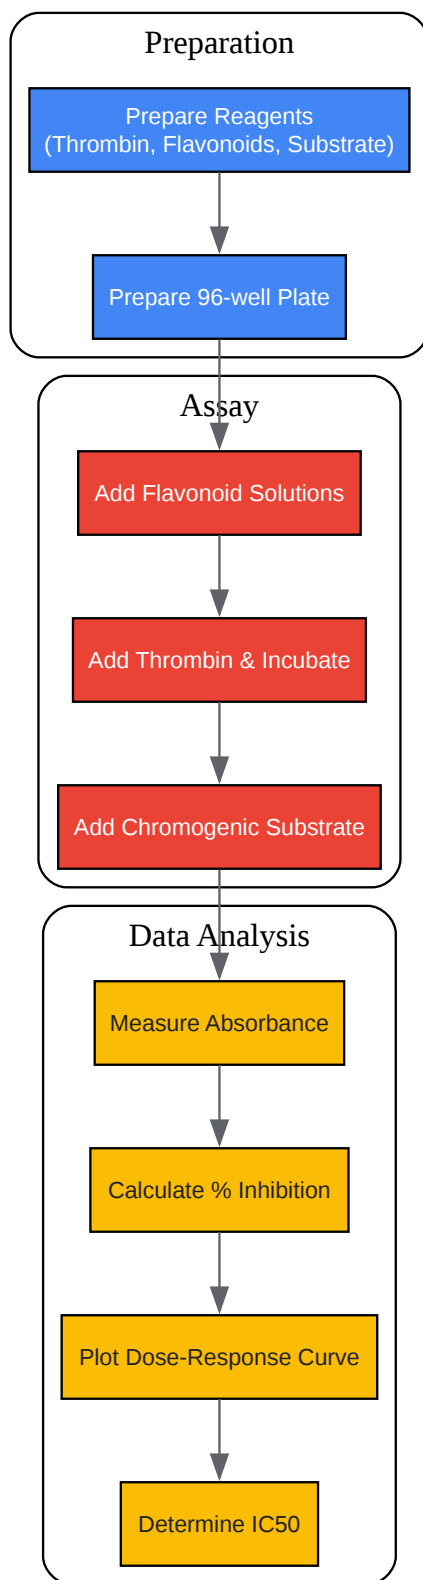 Preparation
Prepare Reagents
(Thrombin, Flavonoids, Substrate)
Prepare 96-well Plate
Assay
Add Flavonoid Solutions
Add Thrombin & Incubate
Add Chromogenic Substrate
Data Analysis
Measure Absorbance
Calculate % Inhibition
Plot Dose-Response Curve
Determine IC50